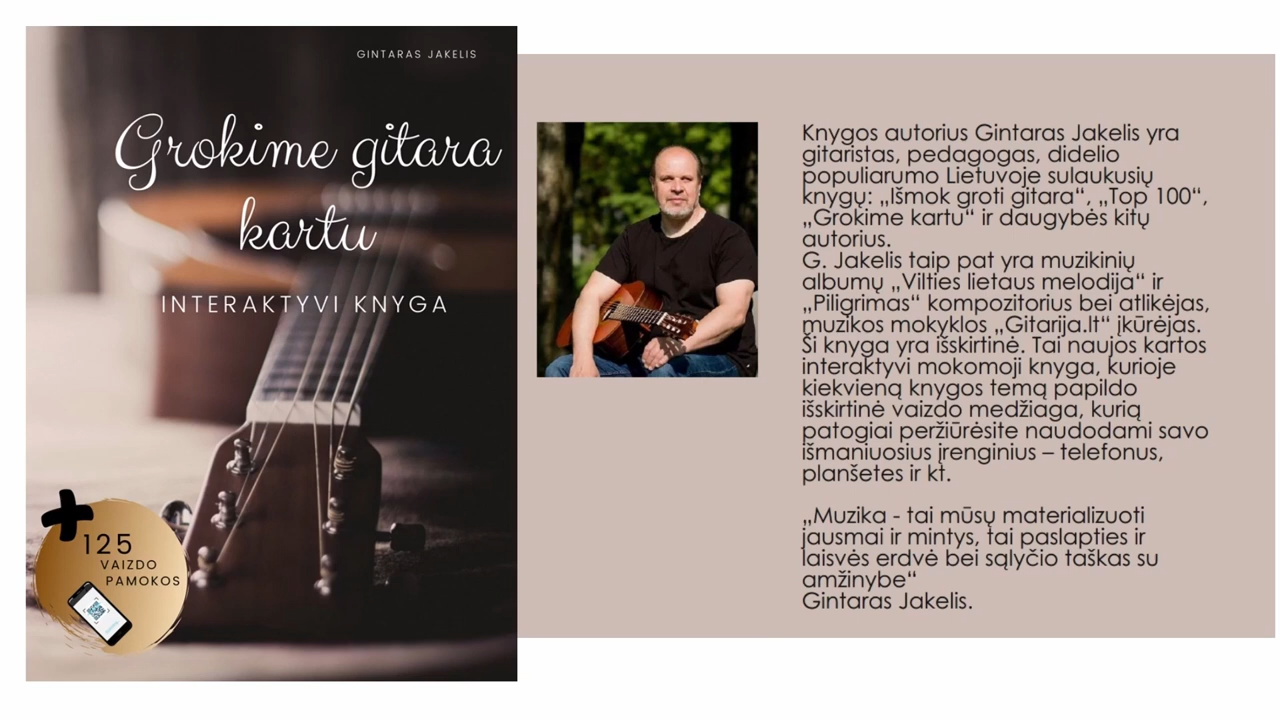 GINTARAS JAKELIS
Grokime gitara
kartu
INTERAKTYVI KNYGA
125
VAIZDO
PAMOKOS
Knygos autorius Gintaras Jakelis yra
gitaristas, pedagogas, didelio
populiarumo Lietuvoje sulaukusių
knygų: „Išmok groti gitara“, „Top 100“,
„Grokime kartu“ ir daugybės kitų
autorius.
G. Jakelis taip pat yra muzikinių
albumų „Vilties lietaus melodija“ ir
„Piligrimas“ kompozitorius bei atlikėjas,
muzikos mokyklos „Gitarija.lt“ įkūrėjas.
Ši knyga yra išskirtinė. Tai naujos kartos
interaktyvi mokomoji knyga, kurioje
kiekvieną knygos temą papildo
išskirtinė vaizdo medžiaga, kurią
patogiai peržiūrėsite naudodami savo
išmaniuosius įrenginius – telefonus,
planšetes ir kt.
„Muzika - tai mūsų materializuoti
jausmai ir mintys, tai paslapties ir
laisvės erdvė bei sąlyčio taškas su
amžinybe“
Gintaras Jakelis.